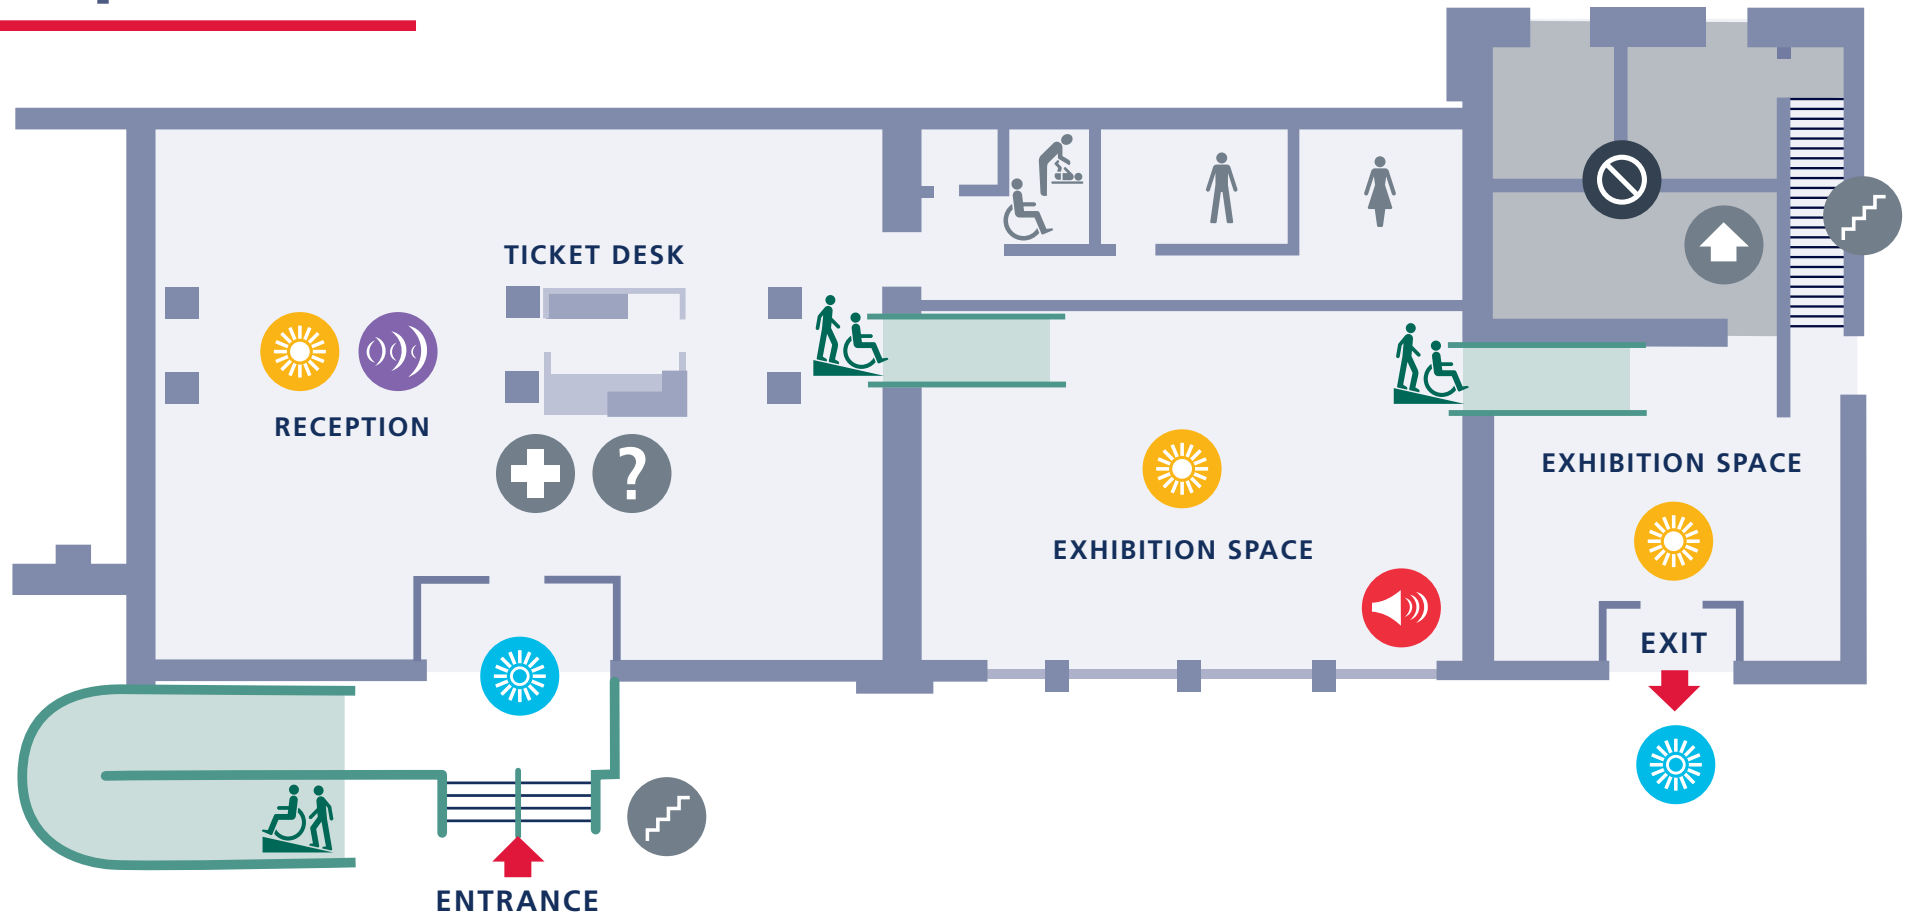 TICKET DESK
RECEPTION
?
EXHIBITION SPACE
EXHIBITION SPACE
EXIT
ENTRANCE